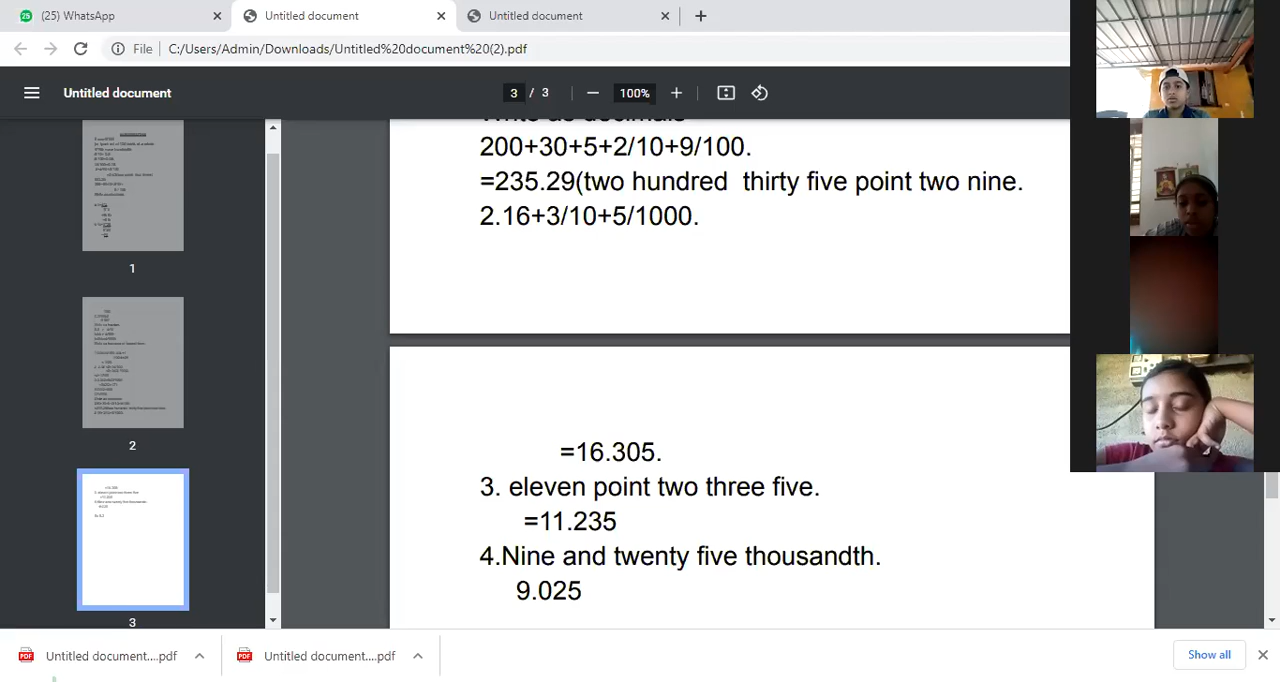 (25) WhatsApp
Untitled document
Untitled document
File
C:/Users/Admin/Downloads/Untitled%20document%20(2).pdf
Untitled document
3 / 3
100%
Write as decimals
200+30+5+2/10+9/100.
=235.29(two hundred  thirty five point two nine.
2.16+3/10+5/1000.
=16.305.
3. eleven point two three five.
=11.235
4.Nine and twenty five thousandth.
9.025
1
2
3
Untitled document....pdf
Untitled document....pdf
Show all